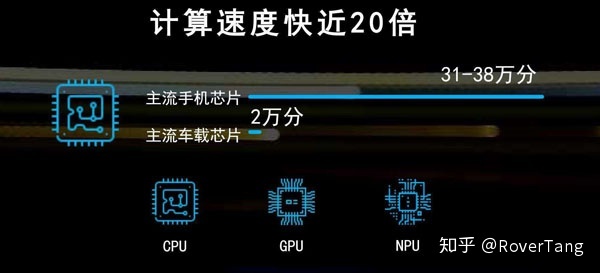 计算速度快近20倍
31-38万分
主流手机芯片
2万分
主流车载芯片
CPU GPU NPU
知乎 @RoverTang